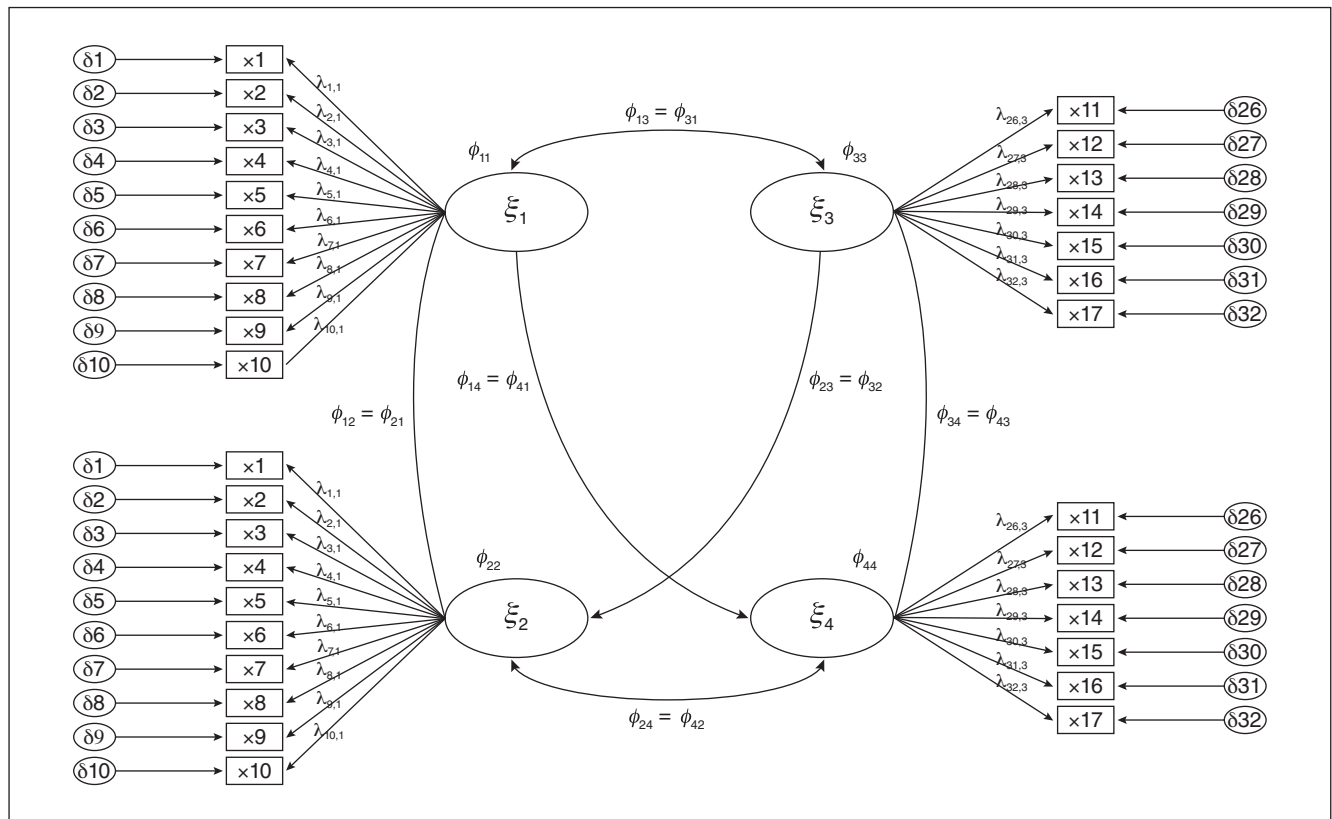 δ1 ×1
λ1,1
δ2 ×2
λ2,1
δ3 ×3
λ3,1
δ4 ×4
λ4,1
δ5 ×5
λ5,1
δ6 ×6
λ6,1
δ7 ×7
λ7,1
δ8 ×8
λ8,1
δ9 ×9
λ9,1
δ10 ×10
λ10,1
ϕ13 = ϕ31
ϕ11
ϕ33
ξ1
ξ3
λ26,3
×11 δ26
λ27,3
×12 δ27
λ28,3
×13 δ28
λ29,3
×14 δ29
λ30,3
×15 δ30
λ31,3
×16 δ31
λ32,3
×17 δ32
ϕ12 = ϕ21
ϕ14 = ϕ41
ϕ23 = ϕ32
ϕ34 = ϕ43
δ1 ×1
λ1,1
δ2 ×2
λ2,1
δ3 ×3
λ3,1
δ4 ×4
λ4,1
δ5 ×5
λ5,1
δ6 ×6
λ6,1
δ7 ×7
λ7,1
δ8 ×8
λ8,1
δ9 ×9
λ9,1
δ10 ×10
λ10,1
ϕ22
ϕ44
ξ2
ξ4
ϕ24 = ϕ42
λ26,3
×11 δ26
λ27,3
×12 δ27
λ28,3
×13 δ28
λ29,3
×14 δ29
λ30,3
×15 δ30
λ31,3
×16 δ31
λ32,3
×17 δ32